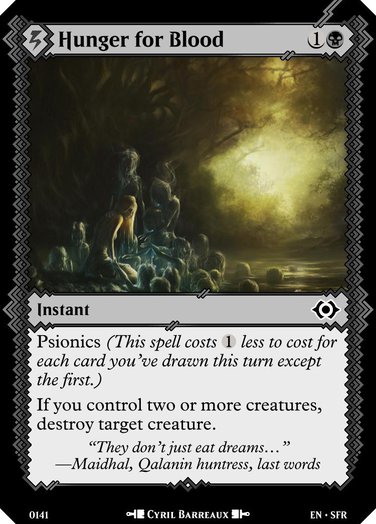 Hunger for Blood 1
Instant
Psionics (This spell costs 1 less to cost for
each card you've drawn this turn except
the first.)
If you control two or more creatures,
destroy target creature.
"They don't just eat dreams…"
—Maidhal, Qalanin huntress, last words
0141 Cyril Barreaux EN • SFR